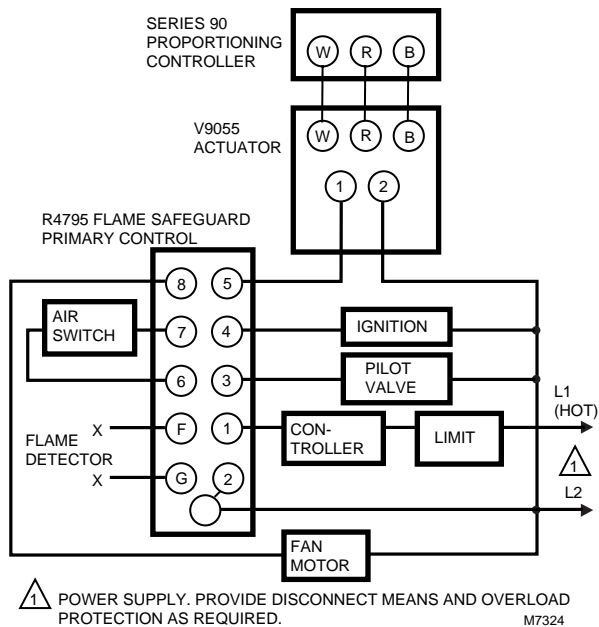 SERIES 90
PROPORTIONING
CONTROLLER
W R B
V9055
ACTUATOR
W R B
1 2
R4795 FLAME SAFEGUARD
PRIMARY CONTROL
8 5
AIR
SWITCH
7 4
IGNITION
6 3
PILOT
VALVE
L1
(HOT)
FLAME
DETECTOR
X F 1
CON-
TROLLER
LIMIT
X G 2
1
L2
FAN
MOTOR
1 POWER SUPPLY. PROVIDE DISCONNECT MEANS AND OVERLOAD
PROTECTION AS REQUIRED.
M7324